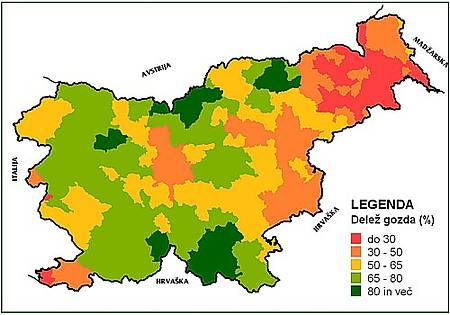 AVSTRIJA
MADŽARSKA
ITALIJA
HRVAŠKA
HRVAŠKA
LEGENDA
Delež gozda (%)
do 30
30 - 50
50 - 65
65 - 80
80 in več